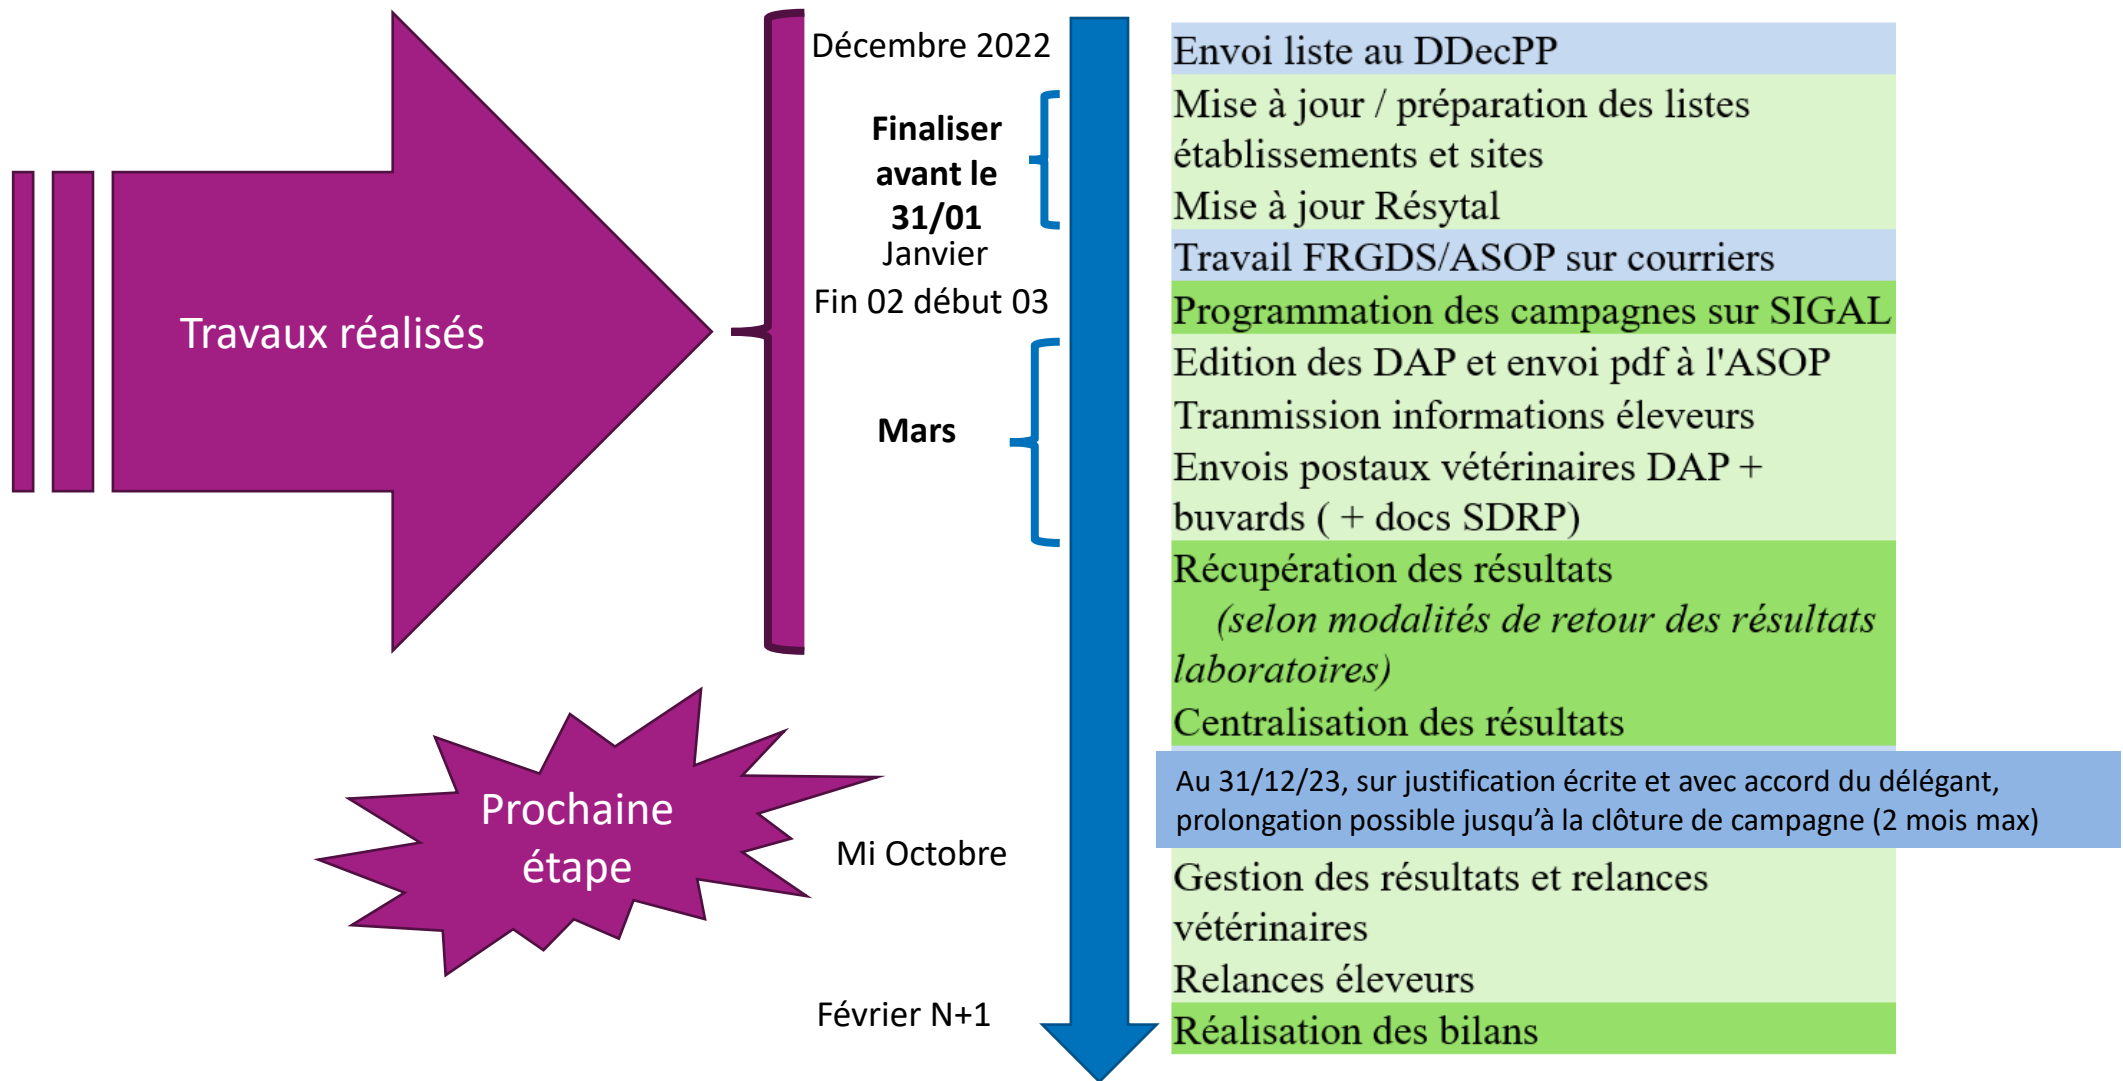 Travaux réalisés
Prochaine
étape
Décembre 2022
Finaliser
avant le
31/01
Janvier
Fin 02 début 03
Mars
Mi Octobre
Février N+1
Envoi liste au DDecPP
Mise à jour / préparation des listes
établissements et sites
Mise à jour Résytal
Travail FRGDS/ASOP sur courriers
Programmation des campagnes sur SIGAL
Edition des DAP et envoi pdf à l'ASOP
Tranmission informations éleveurs
Envois postaux vétérinaires DAP +
buvards ( + docs SDRP)
Récupération des résultats
(selon modalités de retour des résultats
laboratoires)
Centralisation des résultats
Au 31/12/23, sur justification écrite et avec accord du délégant,
prolongation possible jusqu’à la clôture de campagne (2 mois max)
Gestion des résultats et relances
vétérinaires
Relances éleveurs
Réalisation des bilans